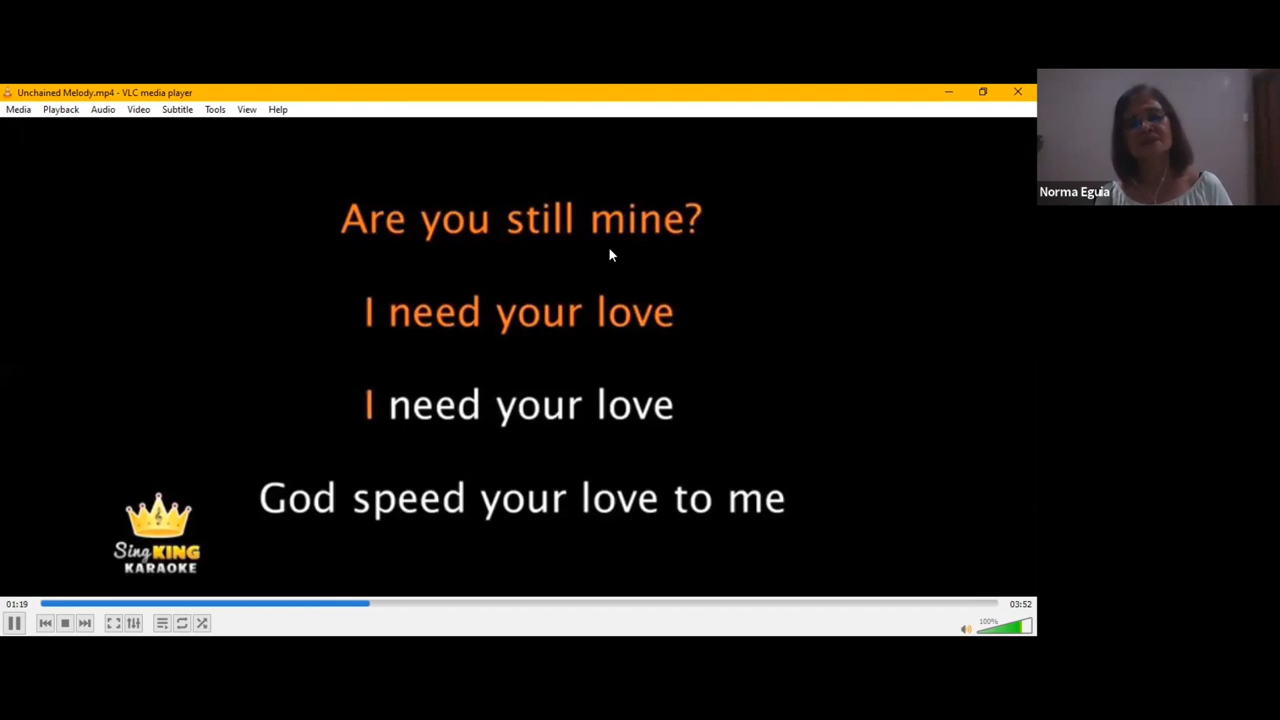 Unchained Melody.mp4 - VLC media player
Media Playback Audio Video Subtitle Tools View Help
Norma Eguia
Are you still mine?
I need your love
I need your love
God speed your love to me
Sing KING
KARAOKE
01:19
03:52
100%